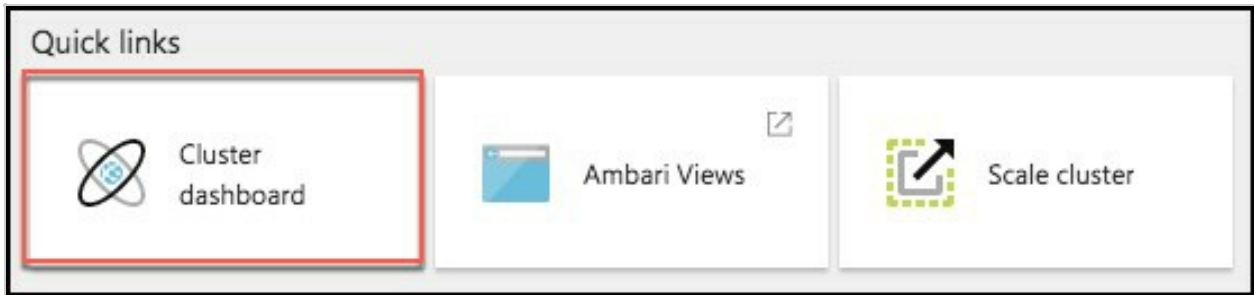 Quick links
Cluster
dashboard
Ambari Views
Scale cluster